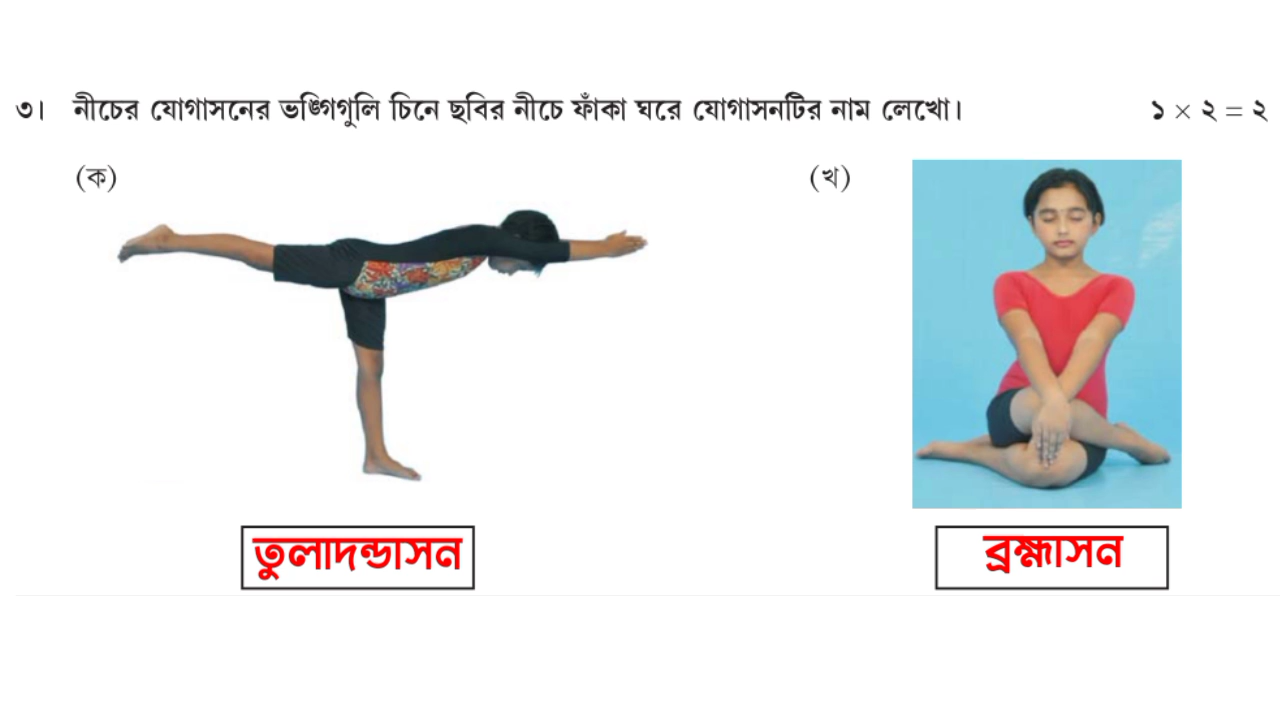 ৩। নীচের যোগাসনের ভঙ্গিগুলি চিনে ছবির নীচে ফাঁকা ঘরে যোগাসনটির নাম লেখো। ১ × ২ = ২
(ক) (খ)
তুলাদন্ডাসন ব্রহ্মাসন